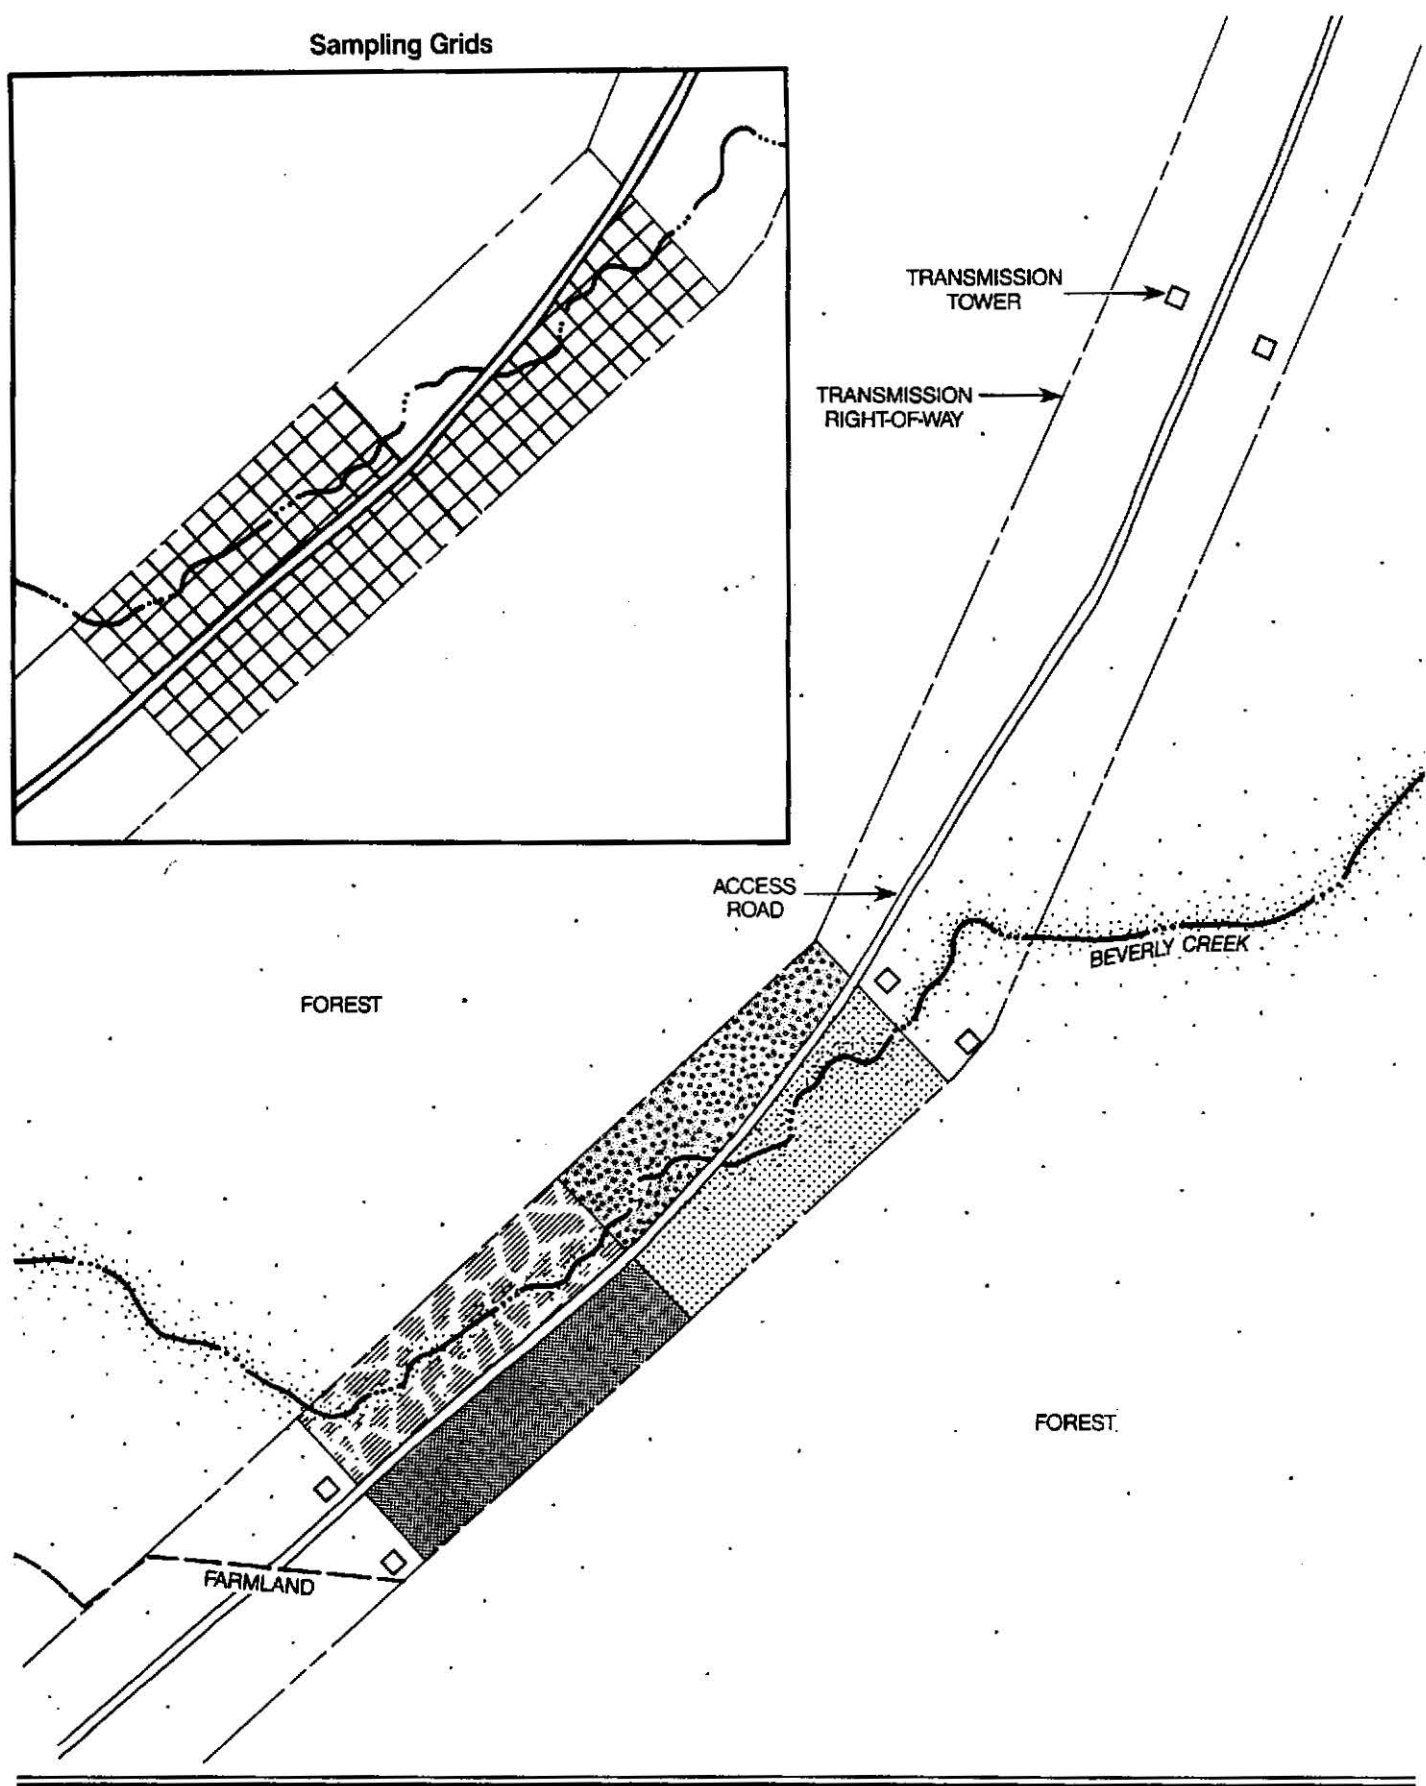 Sampling Grids
TRANSMISSION
TOWER
TRANSMISSION
RIGHT-OF-WAY
ACCESS
ROAD
BEVERLY CREEK
FOREST
FOREST
FARMLAND